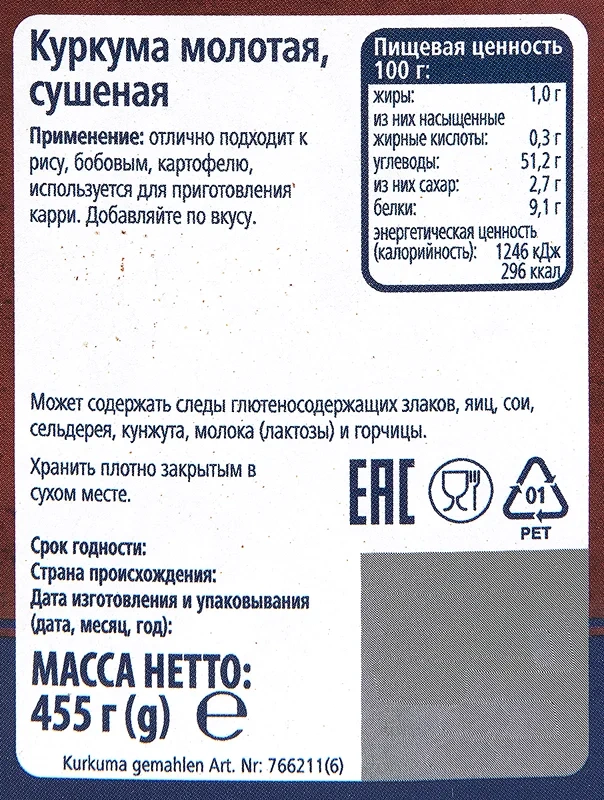 Куркума молотая,
сушеная
Применение: отлично подходит к
рису, бобовым, картофелю,
используется для приготовления
карри. Добавляйте по вкусу.
Пищевая ценность
100 г:
жиры: 1,0 г
из них насыщенные
жирные кислоты: 0,3 г
углеводы: 51,2 г
из них сахар: 2,7 г
белки: 9,1 г
энергетическая ценность
(калорийность): 1246 кДж
296 ккал
Может содержать следы глютеносодержащих злаков, яиц, сои,
сельдерея, кунжута, молока (лактозы) и горчицы.
Хранить плотно закрытым в
сухом месте.
EAC
01
PET
Срок годности:
Страна происхождения:
Дата изготовления и упаковывания
(дата, месяц, год):
МАССА НЕТТО:
455 г (g) e
Kurkuma gemahlen Art. Nr: 766211(6)